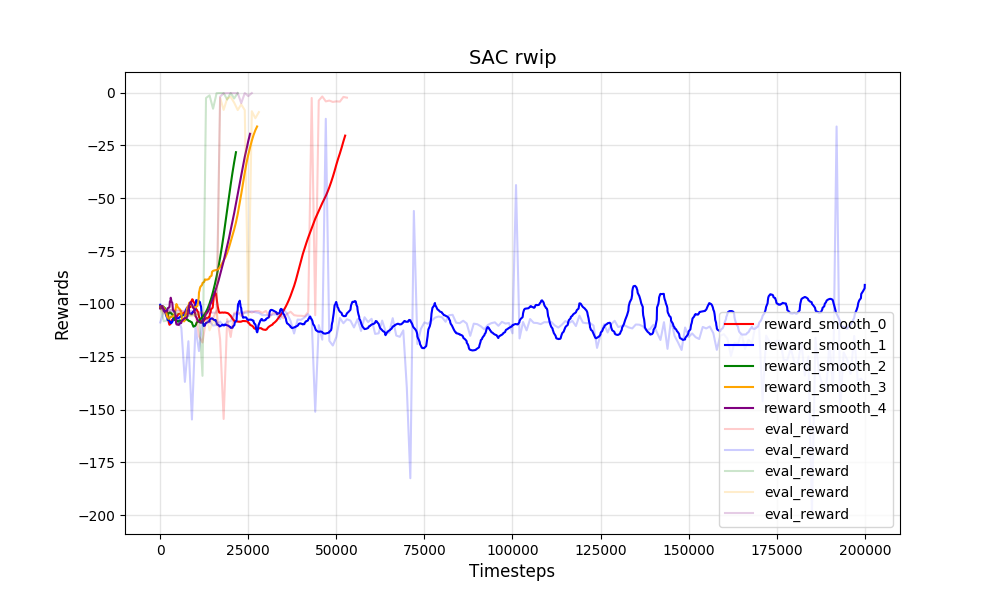 SAC rwip
Rewards
0
−25
−50
−75
−100
−125
−150
−175
−200
reward_smooth_0
reward_smooth_1
reward_smooth_2
reward_smooth_3
reward_smooth_4
eval_reward
eval_reward
eval_reward
eval_reward
eval_reward
0 25000 50000 75000 100000 125000 150000 175000 200000
Timesteps